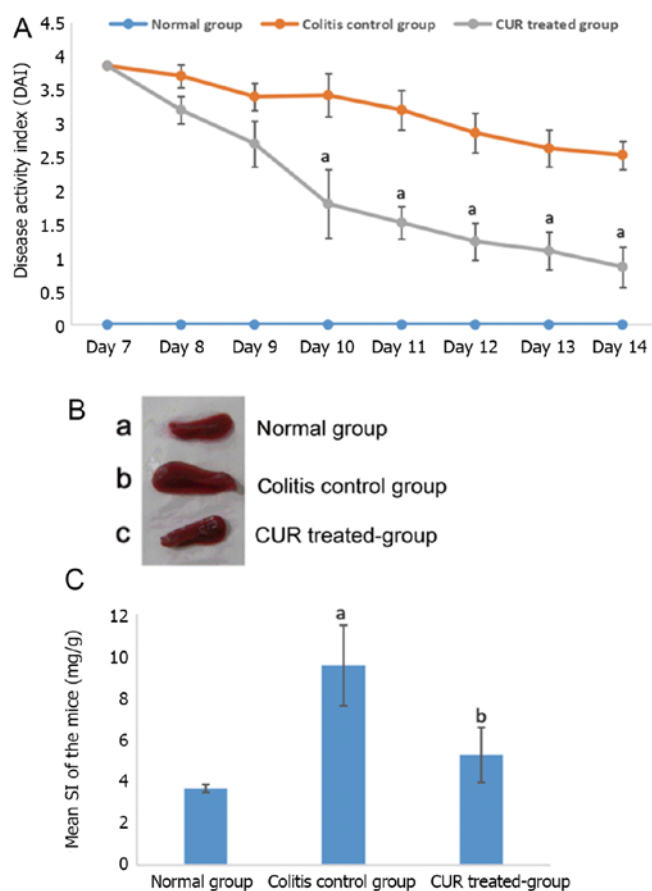 A
Normal group Colitis control group CUR treated group
Disease activity index (DAI)
4.5
4
3.5
3
2.5
2
1.5
1
0.5
0
a
a
a
a
a
Day 7 Day 8 Day 9 Day 10 Day 11 Day 12 Day 13 Day 14
B
a Normal group
b Colitis control group
c CUR treated-group
C
Mean SI of the mice (mg/g)
12
10
8
6
4
2
0
a
b
Normal group Colitis control group CUR treated-group